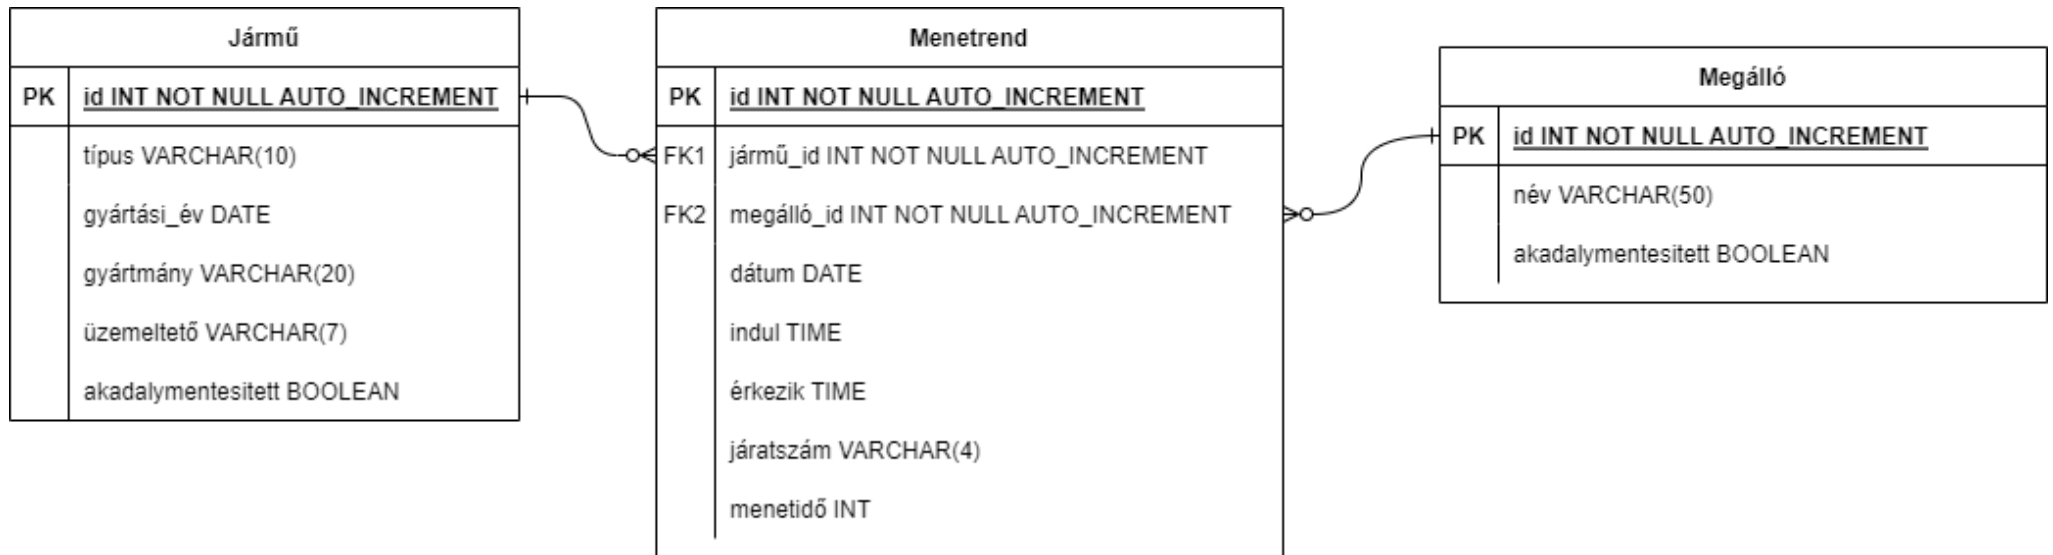 Jármű
PK id INT NOT NULL AUTO_INCREMENT
típus VARCHAR(10)
gyártási_év DATE
gyártmány VARCHAR(20)
üzemeltető VARCHAR(7)
akadalymentesitett BOOLEAN
Menetrend
PK id INT NOT NULL AUTO_INCREMENT
FK1 jármű_id INT NOT NULL AUTO_INCREMENT
FK2 megálló_id INT NOT NULL AUTO_INCREMENT
dátum DATE
indul TIME
érkezik TIME
járatszám VARCHAR(4)
menetidő INT
Megálló
PK id INT NOT NULL AUTO_INCREMENT
név VARCHAR(50)
akadalymentesitett BOOLEAN